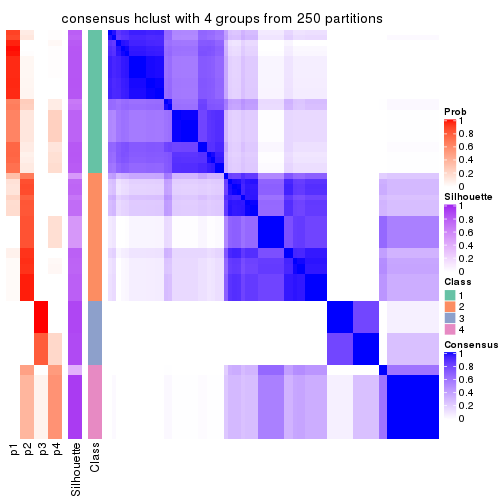 consensus hclust with 4 groups from 250 partitions
Prob
1
0.8
0.6
0.4
0.2
0
Silhouette
1
0.8
0.6
0.4
0.2
0
Class
1
2
3
4
Consensus
1
0.8
0.6
0.4
0.2
0
p1
p2
p3
p4
Silhouette
Class